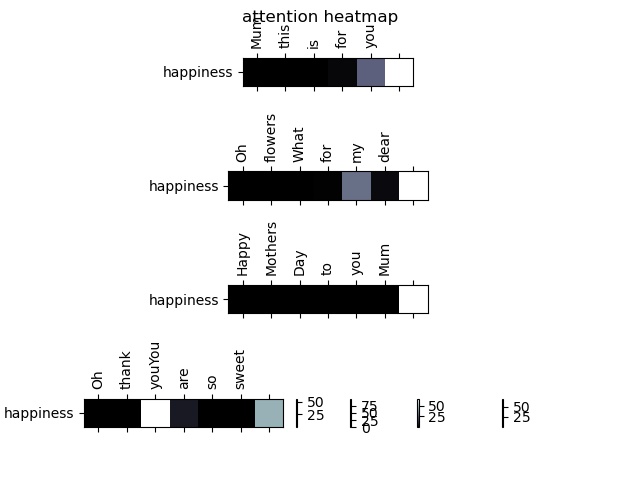 attention heatmap
Mum this is for you
happiness
Oh flowers What for my dear
happiness
Happy Mothers Day to you Mum
happiness
Oh thank youYou are so sweet
happiness
50 25
75 50 25 0
50 25
50 25